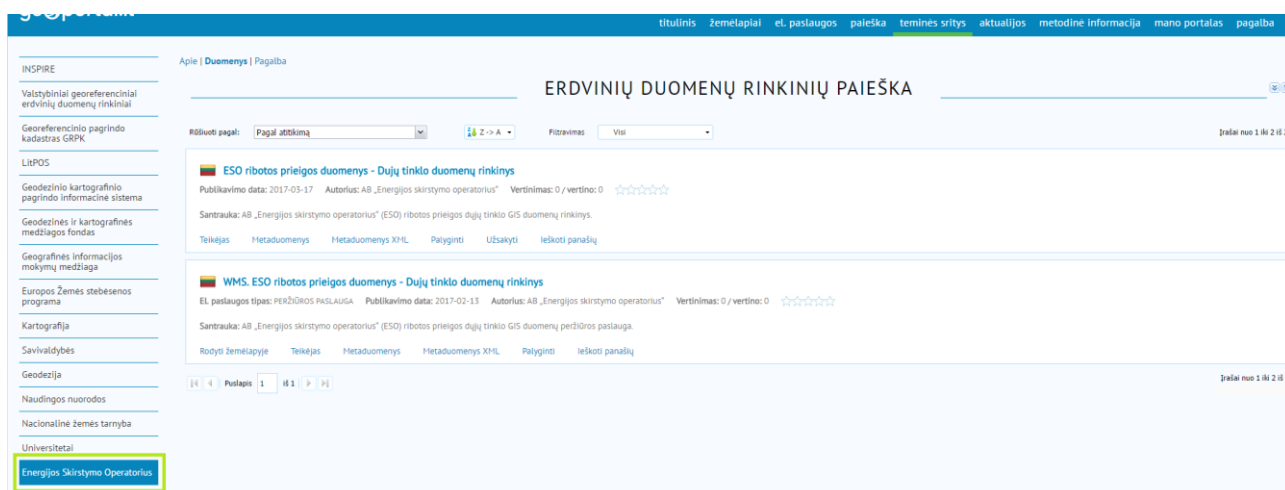 titulinis žemėlapiai el. paslaugos paieška teminės sritys aktualijos metodinė informacija mano portalas pagalba
INSPIRE
Valstybiniai georeferenciniai
erdvinių duomenų rinkiniai
Georeferencinio pagrindo
kadastras GRPK
LitPOS
Geodezinio kartografinio
pagrindo informacinė sistema
Geodezinės ir kartografinės
medžiagos fondas
Geografinės informacijos
mokymų medžiaga
Europos Žemės stebėsenos
programa
Kartografija
Savivaldybės
Geodezija
Naudingos nuorodos
Nacionalinė žemės tarnyba
Universitetai
Energijos Skirstymo Operatorius
Apie | Duomenys | Pagalba
ERDVINIŲ DUOMENŲ RINKINIŲ PAIEŠKA
Rūšiuoti pagal: Pagal atitikimą Z -> A Filtravimas Visi Įrašai nuo 1 iki 2 iš
ESO ribotos prieigos duomenys - Dujų tinklo duomenų rinkinys
Publikavimo data: 2017-03-17 Autorius: AB „Energijos skirstymo operatorius“ Vertinimas: 0 / vertino: 0
Santrauka: AB „Energijos skirstymo operatorius“ (ESO) ribotos prieigos dujų tinklo GIS duomenų rinkinys.
Teikėjas Metaduomenys Metaduomenys XML Palyginti Užsakyti Ieškoti panašių
WMS. ESO ribotos prieigos duomenys - Dujų tinklo duomenų rinkinys
El. paslaugos tipas: PERŽIŪROS PASLAUGA Publikavimo data: 2017-02-13 Autorius: AB „Energijos skirstymo operatorius“ Vertinimas: 0 / vertino: 0
Santrauka: AB „Energijos skirstymo operatorius“ (ESO) ribotos prieigos dujų tinklo GIS duomenų peržiūros paslauga.
Rodyti žemėlapyje Teikėjas Metaduomenys Metaduomenys XML Palyginti Ieškoti panašių
Puslapis 1 iš 1 Įrašai nuo 1 iki 2 iš